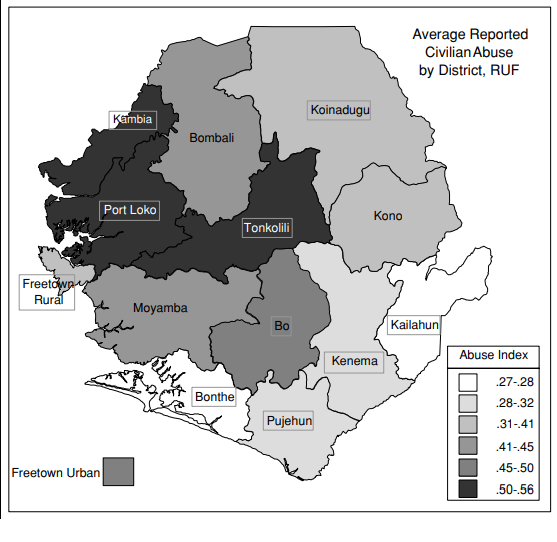 Average Reported
Civilian Abuse
by District, RUF
Koinadugu
Kambia
Bombali
Port Loko
Tonkolili
Kono
Freetown
Rural
Moyamba
Bo
Kailahun
Kenema
Bonthe
Pujehun
Freetown Urban
Abuse Index
.27-.28
.28-.32
.31-.41
.41-.45
.45-.50
.50-.56